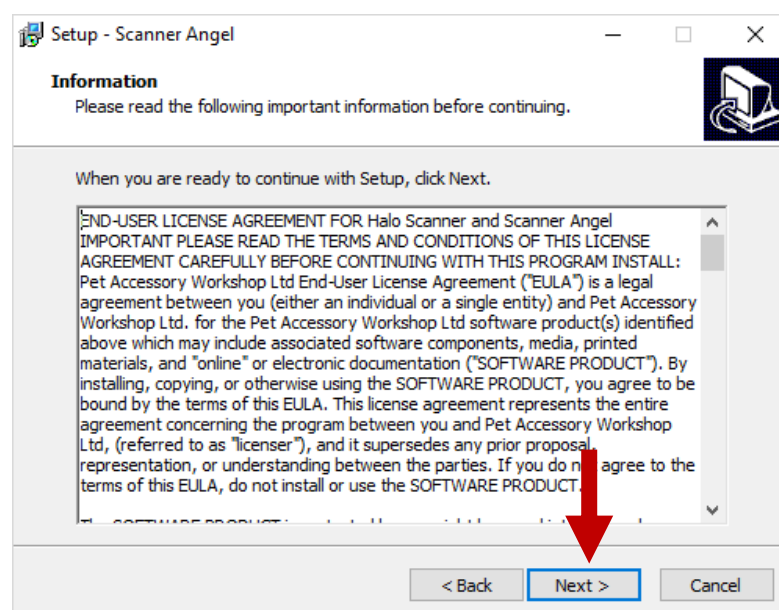 Setup - Scanner Angel
Information
Please read the following important information before continuing.
When you are ready to continue with Setup, click Next.
END-USER LICENSE AGREEMENT FOR Halo Scanner and Scanner Angel
IMPORTANT PLEASE READ THE TERMS AND CONDITIONS OF THIS LICENSE
AGREEMENT CAREFULLY BEFORE CONTINUING WITH THIS PROGRAM INSTALL:
Pet Accessory Workshop Ltd End-User License Agreement ("EULA") is a legal
agreement between you (either an individual or a single entity) and Pet Accessory
Workshop Ltd. for the Pet Accessory Workshop Ltd software product(s) identified
above which may include associated software components, media, printed
materials, and "online" or electronic documentation ("SOFTWARE PRODUCT"). By
installing, copying, or otherwise using the SOFTWARE PRODUCT, you agree to be
bound by the terms of this EULA. This license agreement represents the entire
agreement concerning the program between you and Pet Accessory Workshop
Ltd, (referred to as "licenser"), and it supersedes any prior proposal,
representation, or understanding between the parties. If you do agree to the
terms of this EULA, do not install or use the SOFTWARE PRODUCT.
< Back
Next >
Cancel